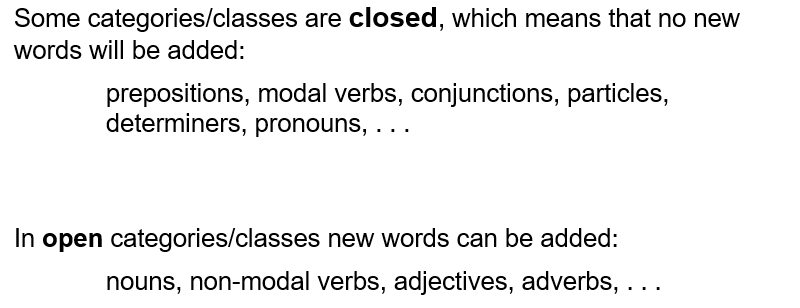 Some categories/classes are closed, which means that no new
words will be added:
prepositions, modal verbs, conjunctions, particles,
determiners, pronouns, . . .
In open categories/classes new words can be added:
nouns, non-modal verbs, adjectives, adverbs, . . .